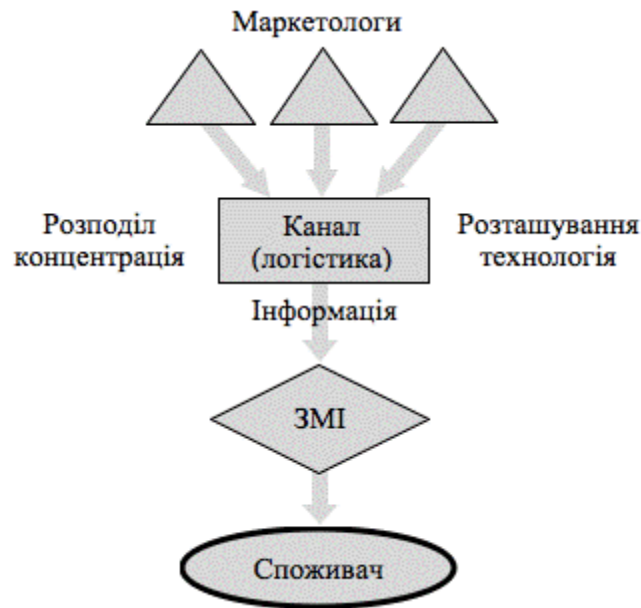 Маркетологи
Розподіл
концентрація
Канал
(логістика)
Розташування
технологія
Інформація
ЗМІ
Споживач